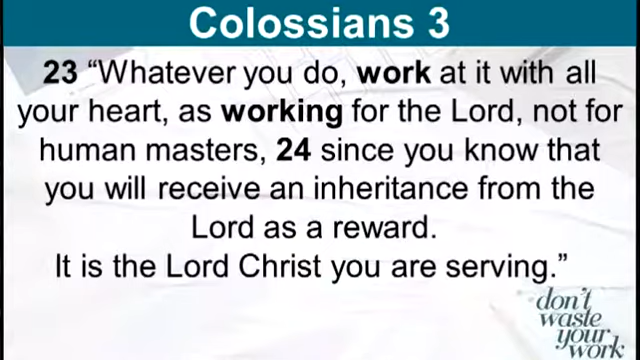 Colossians 3
23 “Whatever you do, work at it with all
your heart, as working for the Lord, not for
human masters, 24 since you know that
you will receive an inheritance from the
Lord as a reward.
It is the Lord Christ you are serving.”
don't
waste
your
work